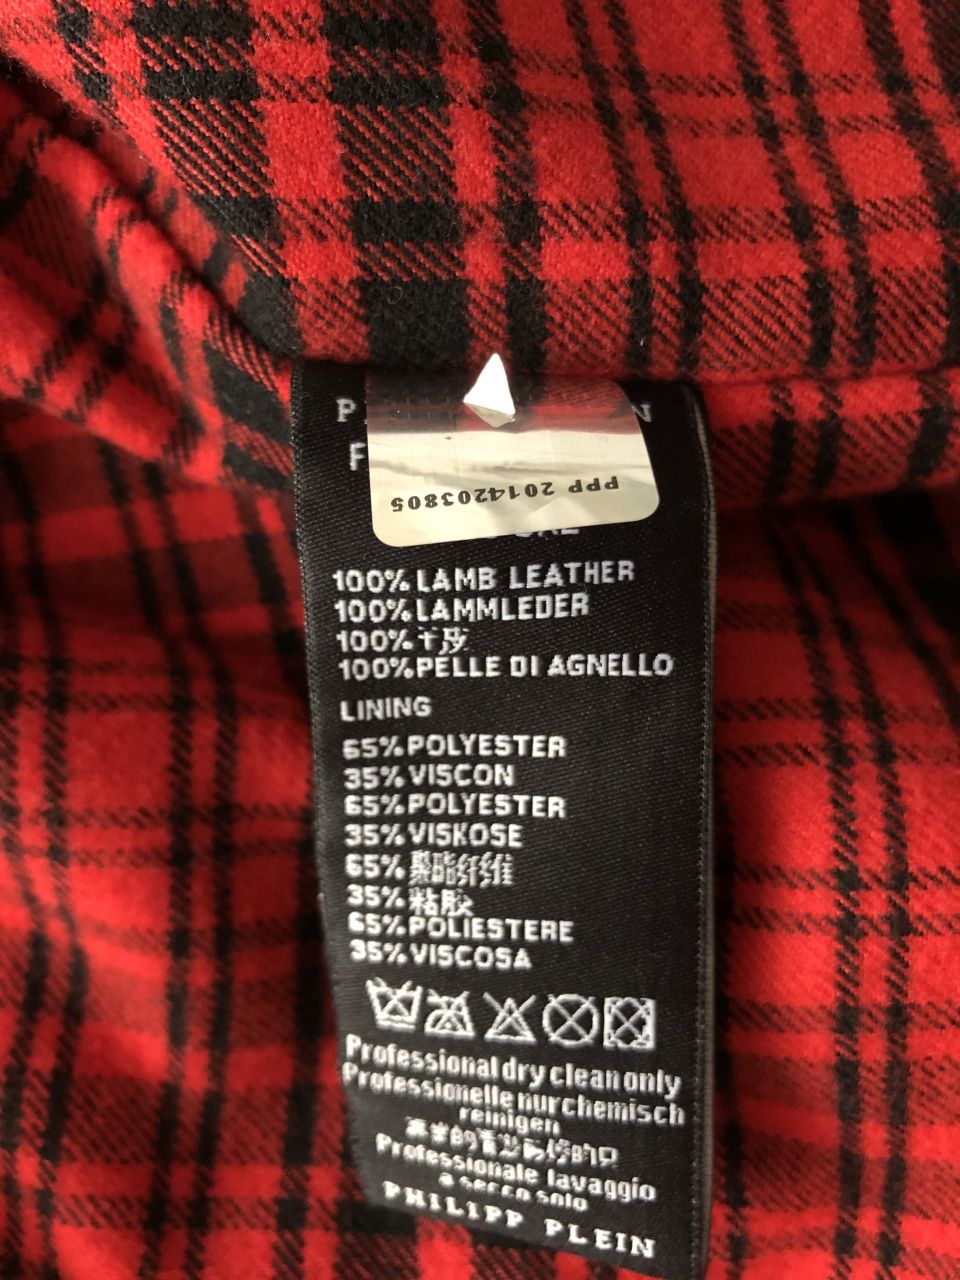 PPP 2014203805
100% LAMB LEATHER
100% LAMMLEDER
100%
100% PELLE DI AGNELLO
LINING
65% POLYESTER
35% VISCON
65% POLYESTER
35% VISKOSE
65% 聚酯纤维
35% 粘胶
65% POLIESTERE
35% VISCOSA
Professional dry clean only
Professionelle nur chemisch
reinigen
Professionale lavaggio
a secco solo
PHILIPP PLEIN